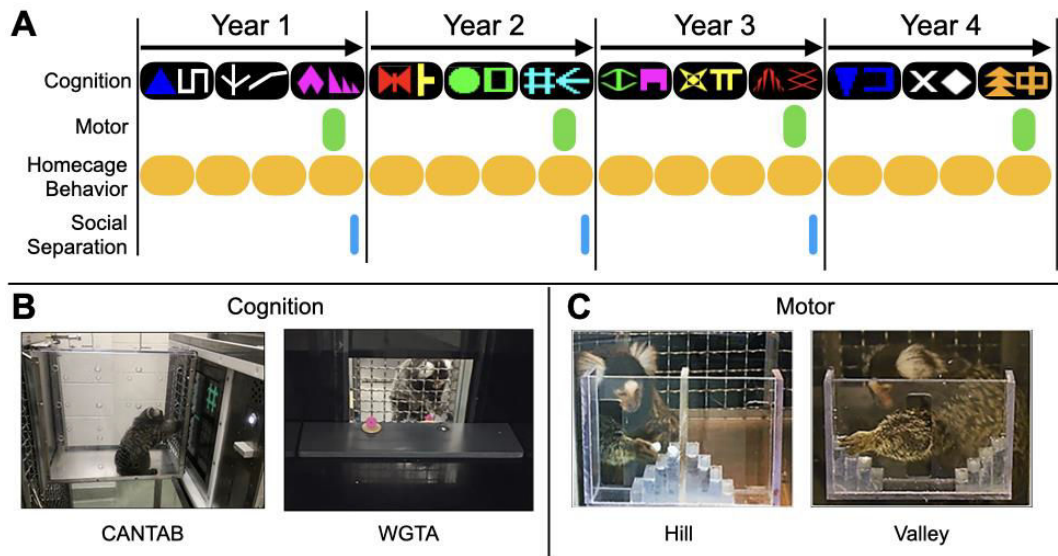 A
Year 1
Year 2
Year 3
Year 4
Cognition
Motor
Homecage
Behavior
Social
Separation
B
Cognition
CANTAB
WGTA
C
Motor
Hill
Valley